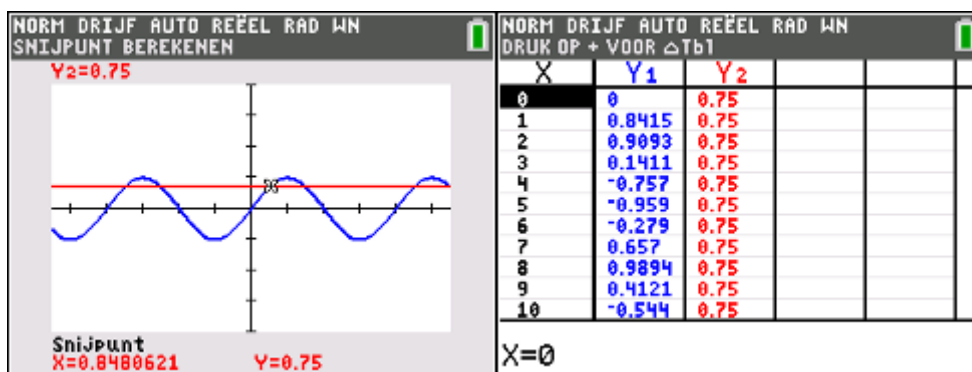 NORM DRIJF AUTO REËEL RAD WN
SNIJPUNT BEREKENEN
Y2=0.75
Snijpunt
X=0.8480621 Y=0.75
NORM DRIJF AUTO REËEL RAD WN
DRUK OP + VOOR △Tb1
X Y1 Y2
0 0 0.75
1 0.8415 0.75
2 0.9093 0.75
3 0.1411 0.75
4 -0.757 0.75
5 -0.959 0.75
6 -0.279 0.75
7 0.657 0.75
8 0.9894 0.75
9 0.4121 0.75
10 -0.544 0.75
X=0